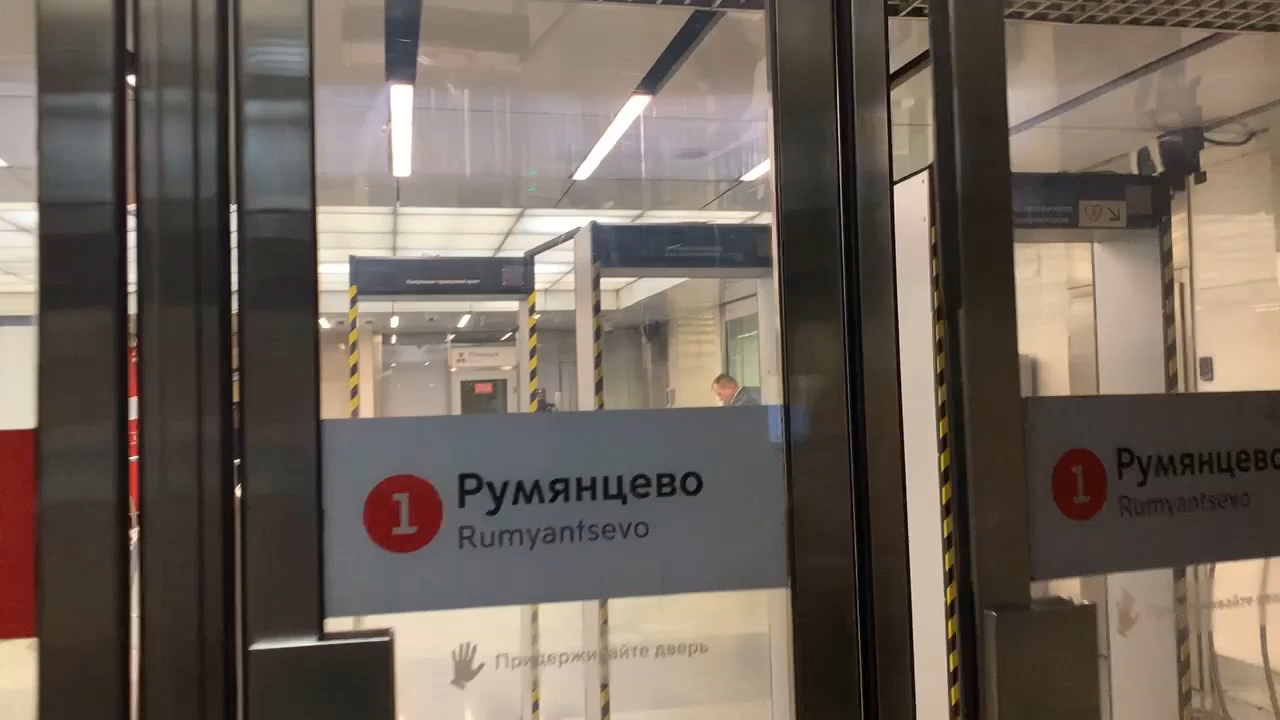 1
Румянцево
Rumyantsevo
Придерживайте дверь
1
Румянцево
Rumyantsevo